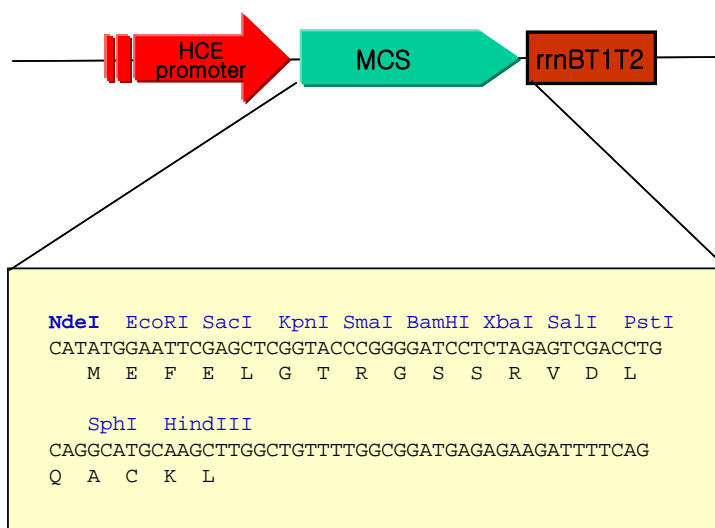 HCE
promoter
MCS
rrnBT1T2
NdeI EcoRI SacI KpnI SmaI BamHI XbaI SalI PstI
CATATGGAATTCGAGCTCGGTACCCGGGGATCCTCTAGAGTCGACCTG
M E F E L G T R G S S R V D L
SphI HindIII
CAGGCATGCAAGCTTGGCTGTTTTGGCGGATGAGAGAAGATTTTCAG
Q A C K L